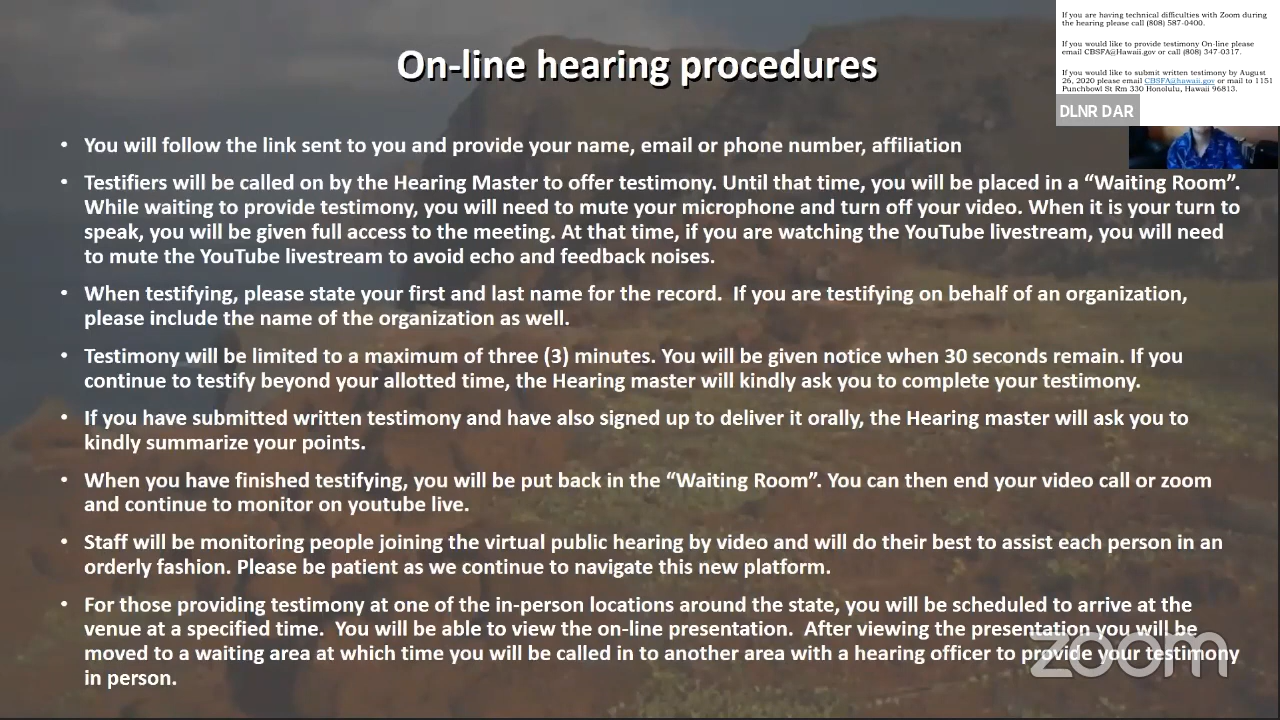 If you are having technical difficulties with Zoom during
the hearing please call (808) 587-0400.
If you would like to provide testimony On-line please
email CBSFA@Hawaii.gov or call (808) 347-0317.
If you would like to submit written testimony by August
26, 2020 please email CBSFA@hawaii.gov or mail to 1151
Punchbowl St Rm 330 Honolulu, Hawaii 96813.
DLNR DAR
On-line hearing procedures
• You will follow the link sent to you and provide your name, email or phone number, affiliation
• Testifiers will be called on by the Hearing Master to offer testimony. Until that time, you will be placed in a “Waiting Room”.
While waiting to provide testimony, you will need to mute your microphone and turn off your video. When it is your turn to
speak, you will be given full access to the meeting. At that time, if you are watching the YouTube livestream, you will need
to mute the YouTube livestream to avoid echo and feedback noises.
• When testifying, please state your first and last name for the record. If you are testifying on behalf of an organization,
please include the name of the organization as well.
• Testimony will be limited to a maximum of three (3) minutes. You will be given notice when 30 seconds remain. If you
continue to testify beyond your allotted time, the Hearing master will kindly ask you to complete your testimony.
• If you have submitted written testimony and have also signed up to deliver it orally, the Hearing master will ask you to
kindly summarize your points.
• When you have finished testifying, you will be put back in the “Waiting Room”. You can then end your video call or zoom
and continue to monitor on youtube live.
• Staff will be monitoring people joining the virtual public hearing by video and will do their best to assist each person in an
orderly fashion. Please be patient as we continue to navigate this new platform.
• For those providing testimony at one of the in-person locations around the state, you will be scheduled to arrive at the
venue at a specified time. You will be able to view the on-line presentation. After viewing the presentation you will be
moved to a waiting area at which time you will be called in to another area with a hearing officer to provide your testimony
in person.
zoom